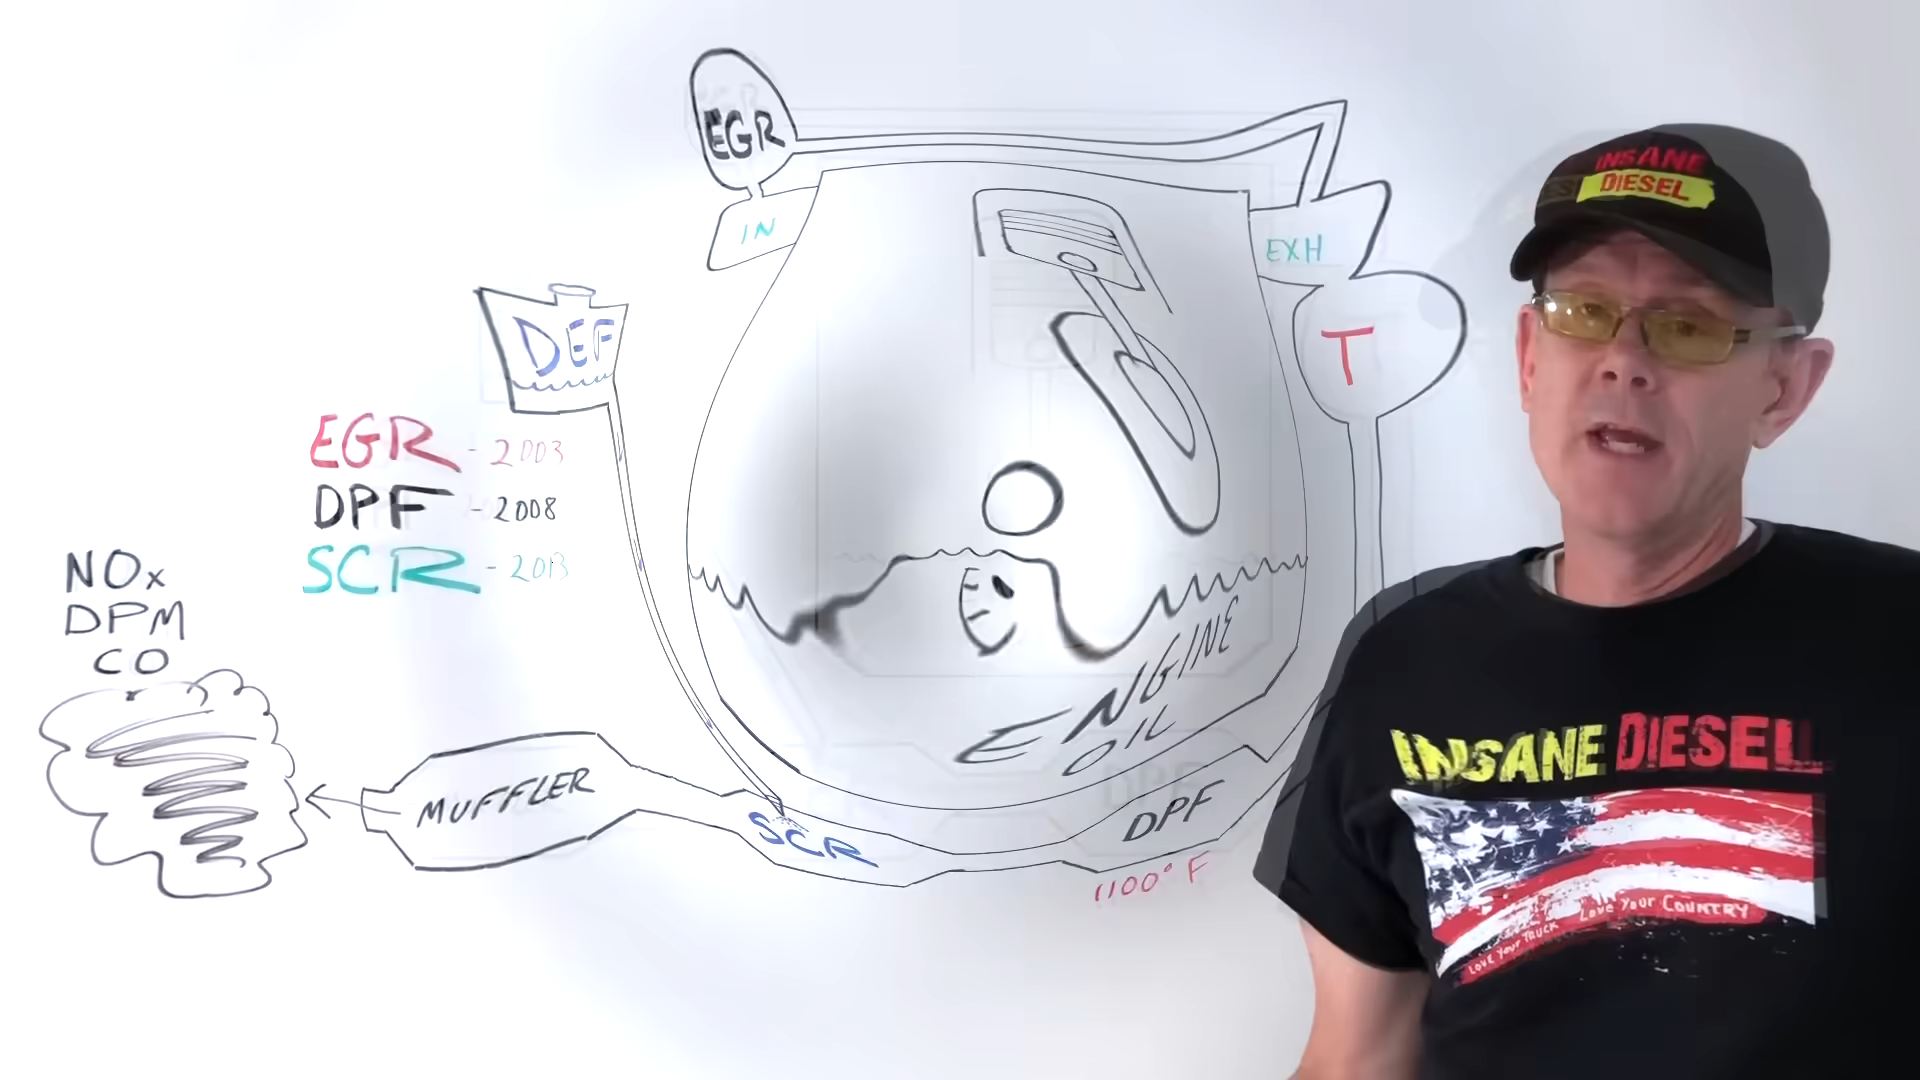 EGR
IN
EXH
T
DEF
EGR - 2003
DPF - 2008
SCR - 2013
NOx
DPM
CO
ENGINE
OIL
MUFFLER
SCR
DPF
1100° F
INSANE
DIESEL
INSANE DIESEL
LOVE YOUR TRUCK
LOVE YOUR COUNTRY